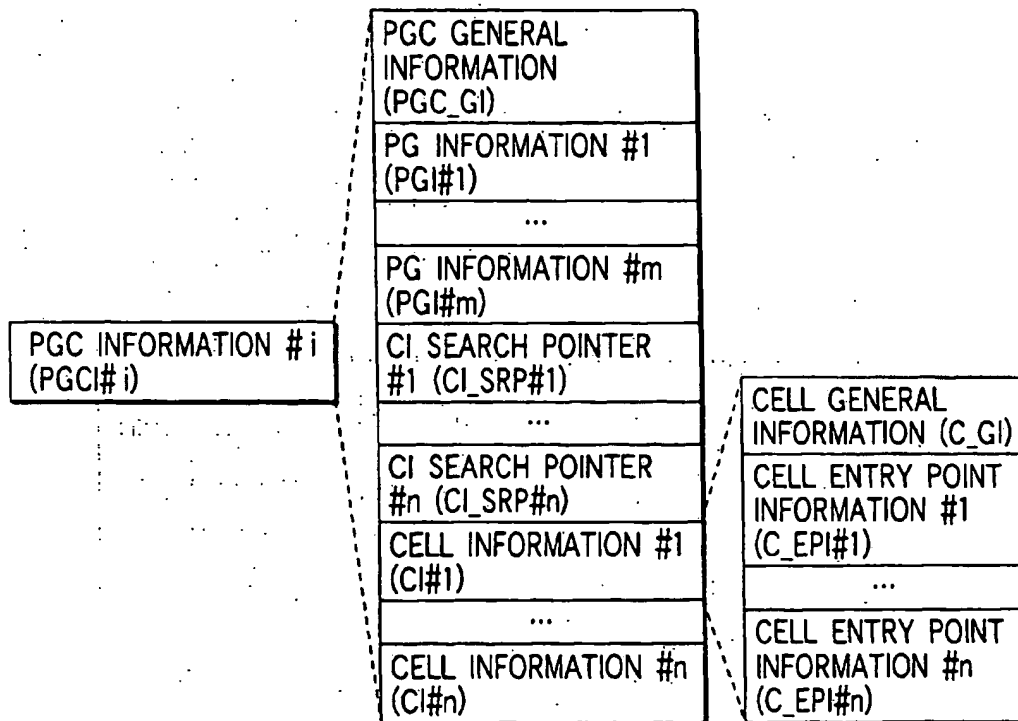 PGC GENERAL
INFORMATION
(PGC_GI)
PG INFORMATION #1
(PGI#1)
...
PG INFORMATION #m
(PGI#m)
PGC INFORMATION #i
(PGCI#i)
CI SEARCH POINTER
#1 (CI_SRP#1)
...
CI SEARCH POINTER
#n (CI_SRP#n)
CELL INFORMATION #1
(CI#1)
...
CELL INFORMATION #n
(CI#n)
CELL GENERAL
INFORMATION (C_GI)
CELL ENTRY POINT
INFORMATION #1
(C_EPI#1)
...
CELL ENTRY POINT
INFORMATION #n
(C_EPI#n)